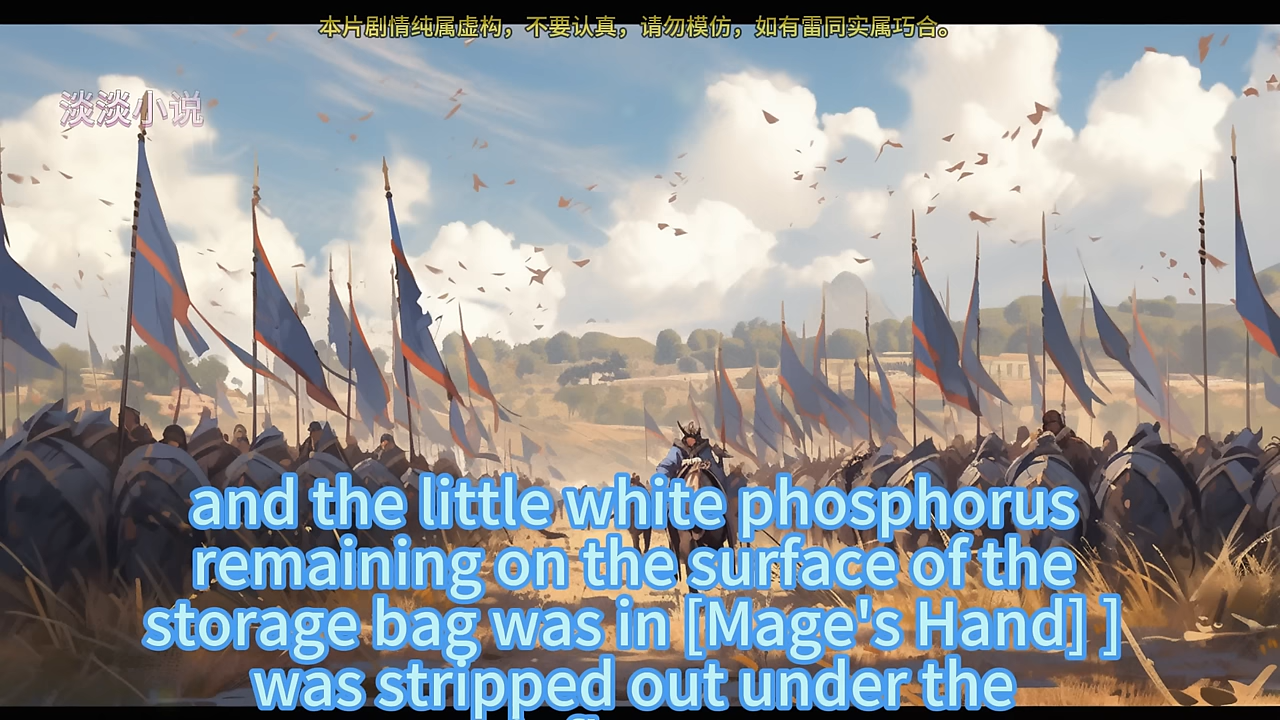 本片剧情纯属虚构，不要认真，请勿模仿，如有雷同实属巧合。
淡淡小说
and the little white phosphorus
remaining on the surface of the
storage bag was in [Mage's Hand] ]
was stripped out under the